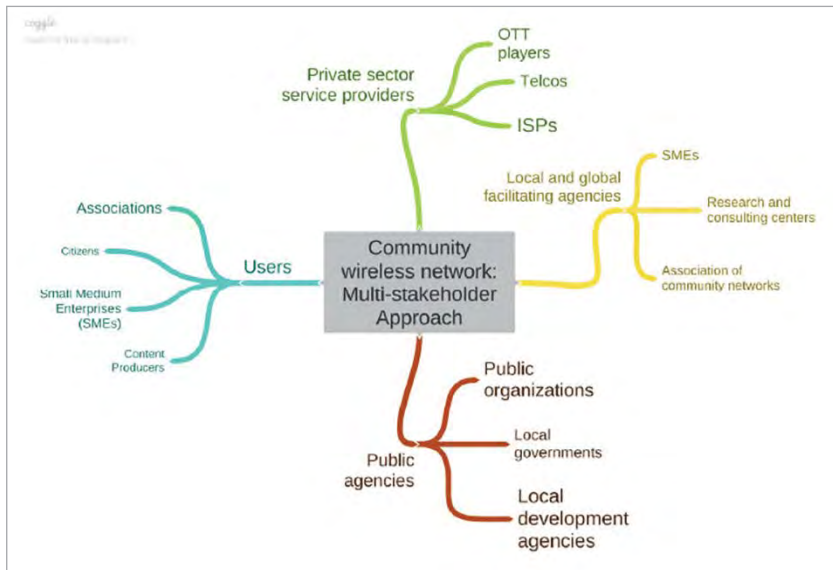 coggle
OTT
players
Private sector
service providers
Telcos
ISPs
SMEs
Local and global
facilitating agencies
Research and
consulting centers
Association of
community networks
Associations
Citizens
Users
Small Medium
Enterprises
(SMEs)
Content
Producers
Community
wireless network:
Multi-stakeholder
Approach
Public
organizations
Local
governments
Public
agencies
Local
development
agencies